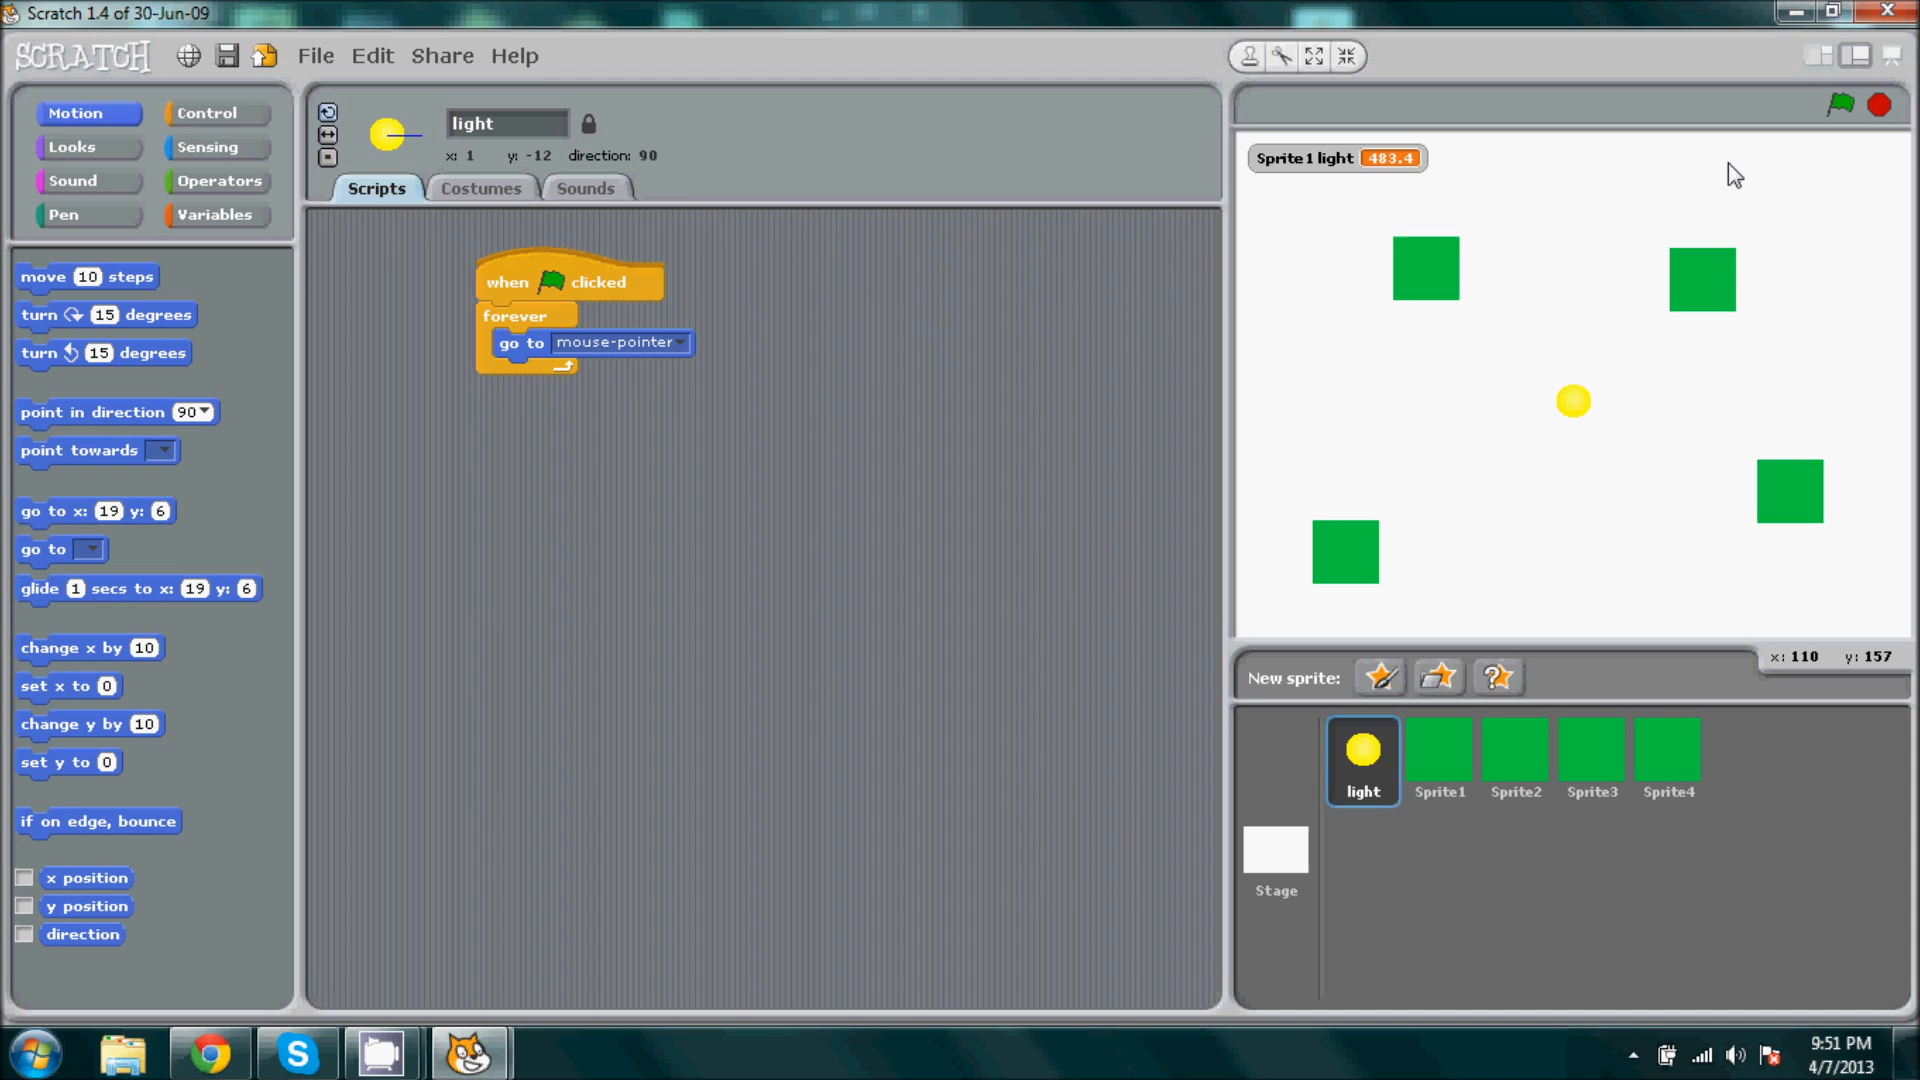 Scratch 1.4 of 30-Jun-09
SCRATCH File Edit Share Help
Motion Control
Looks Sensing
Sound Operators
Pen Variables
light
x: 1 y: -12 direction: 90
Scripts Costumes Sounds
move 10 steps
turn 15 degrees
turn 15 degrees
point in direction 90
point towards
go to x: 19 y: 6
go to
glide 1 secs to x: 19 y: 6
change x by 10
set x to 0
change y by 10
set y to 0
if on edge, bounce
x position
y position
direction
when clicked
forever
go to mouse-pointer
Sprite1 light 483.4
x: 110 y: 157
New sprite:
light Sprite1 Sprite2 Sprite3 Sprite4
Stage
9:51 PM
4/7/2013